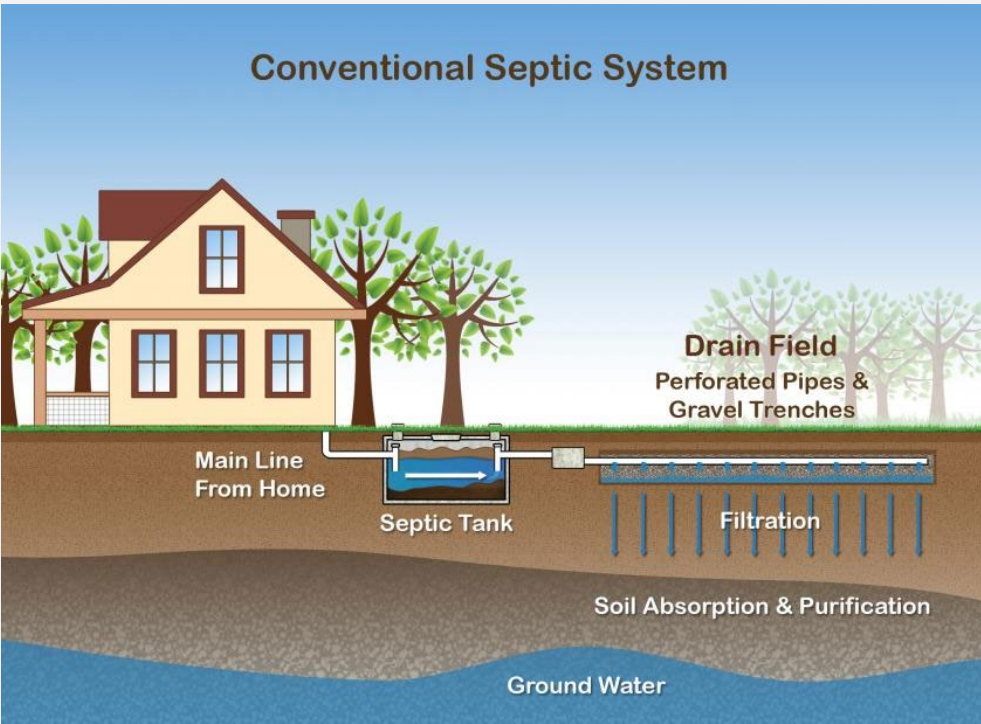 Conventional Septic System
Drain Field
Perforated Pipes &
Gravel Trenches
Main Line
From Home
Septic Tank
Filtration
Soil Absorption & Purification
Ground Water